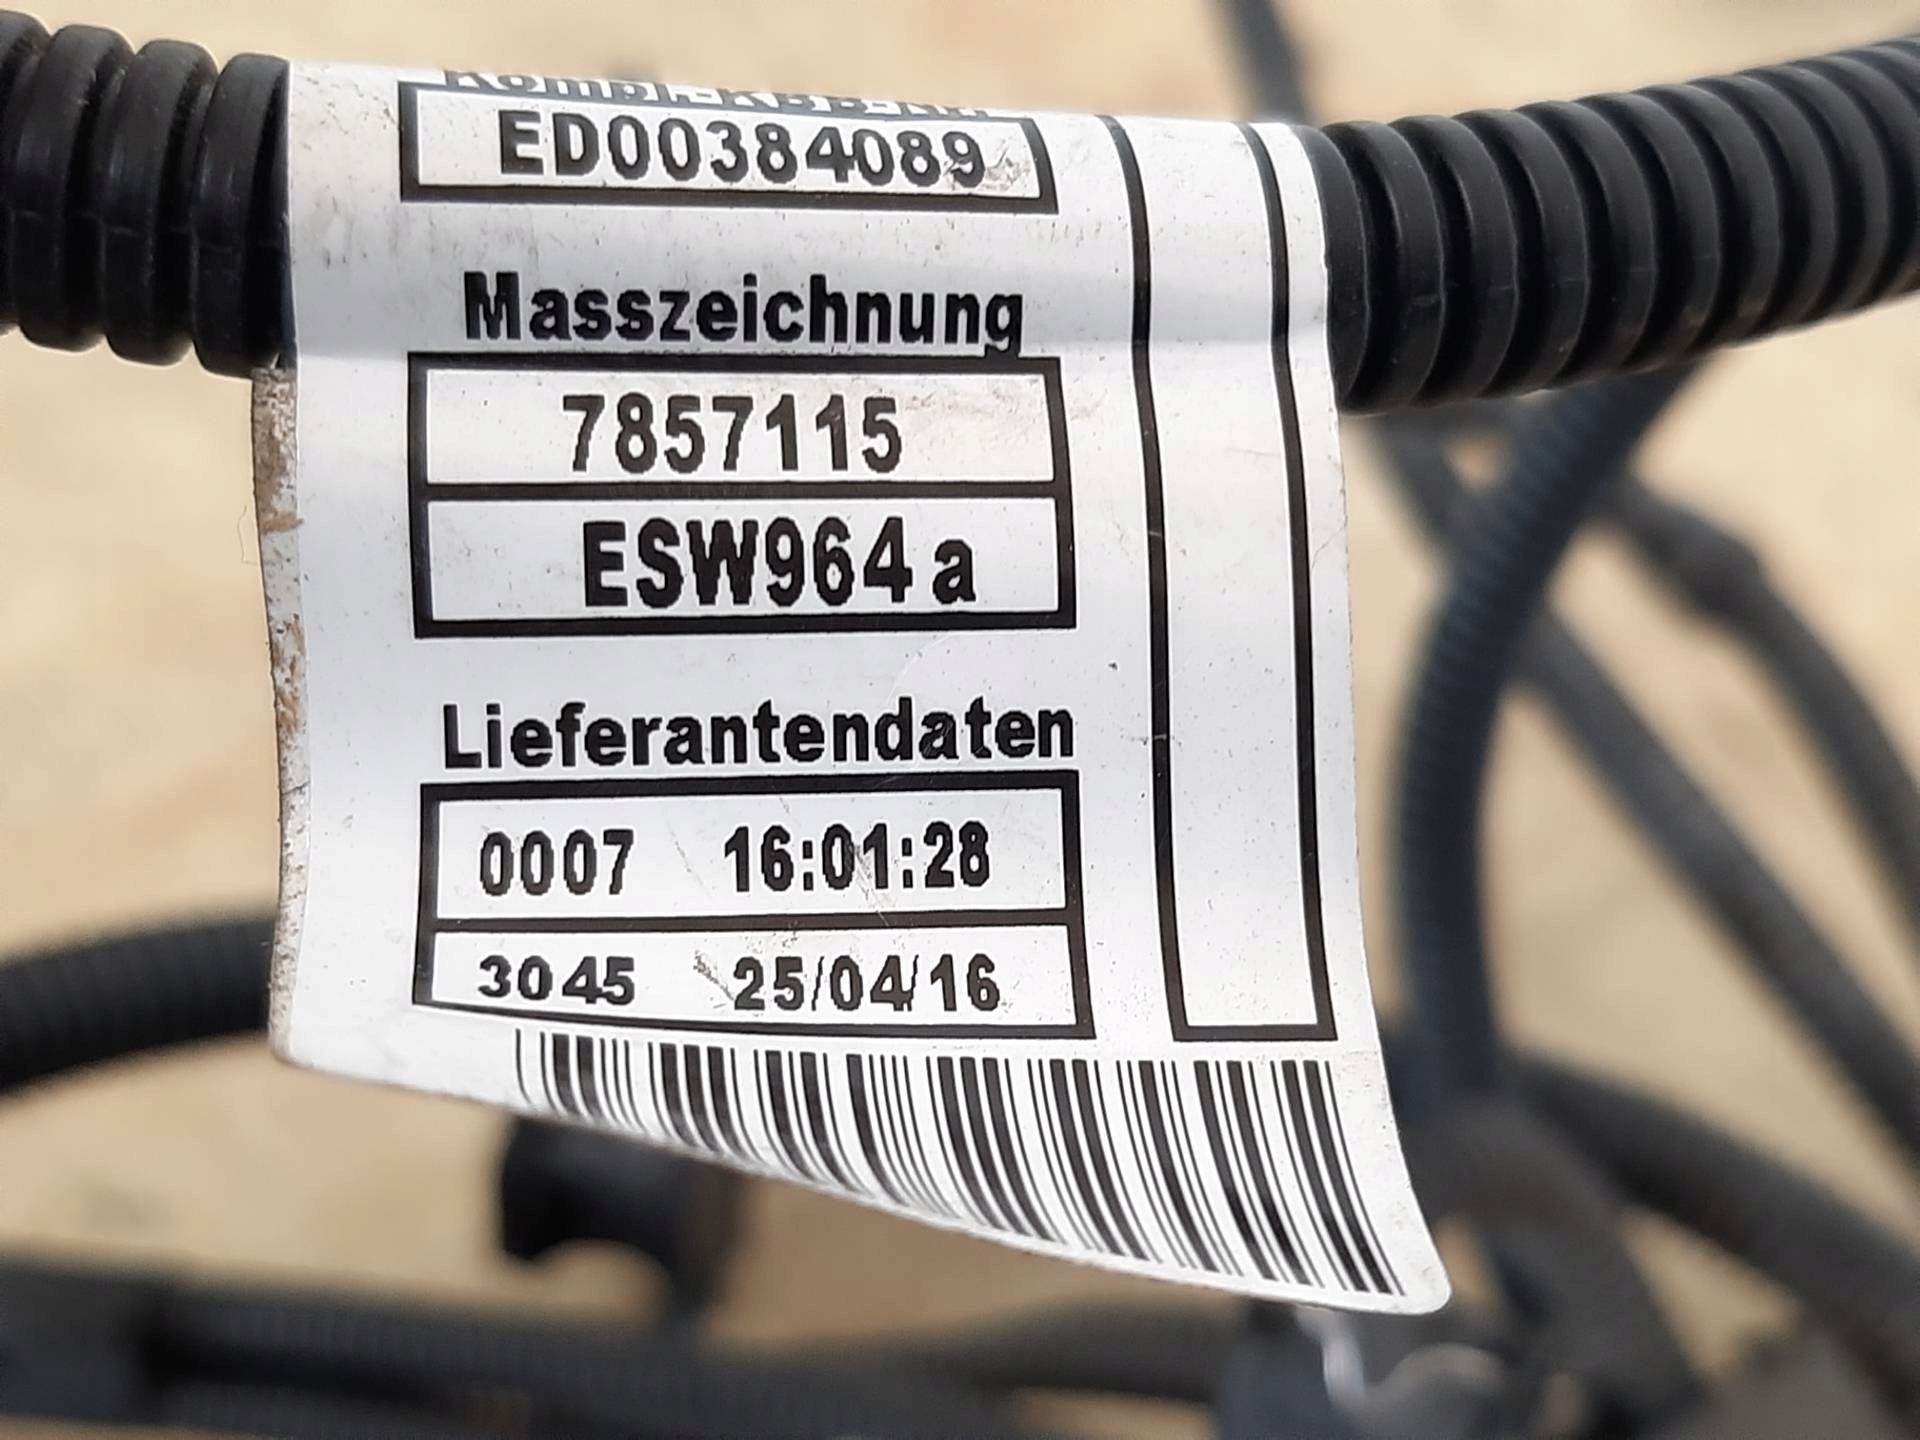 ED00384089
Masszeichnung
7857115
ESW964 a
Lieferantendaten
0007 16:01:28
3045 25/04/16